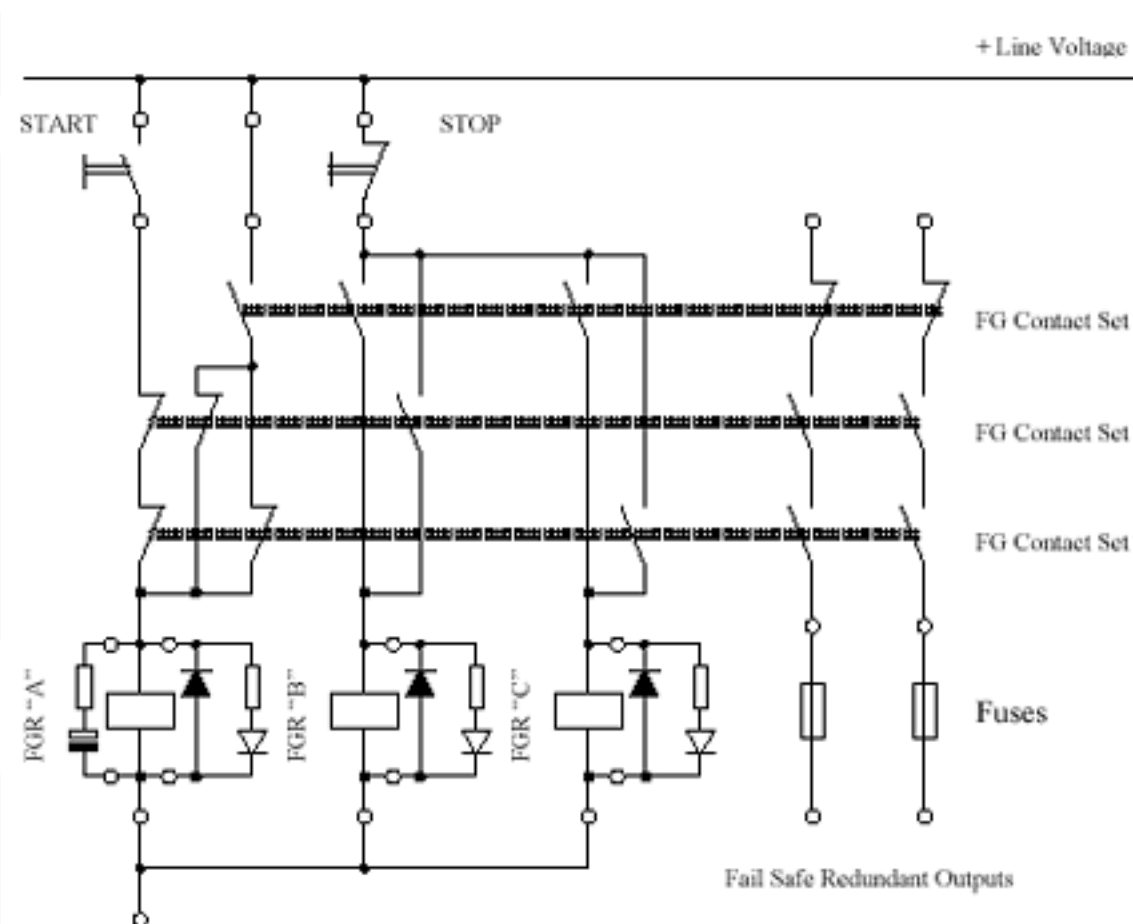 + Line Voltage
START
STOP
FG Contact Set
FG Contact Set
FG Contact Set
FGR “A”
FGR “B”
FGR “C”
Fuses
Fail Safe Redundant Outputs